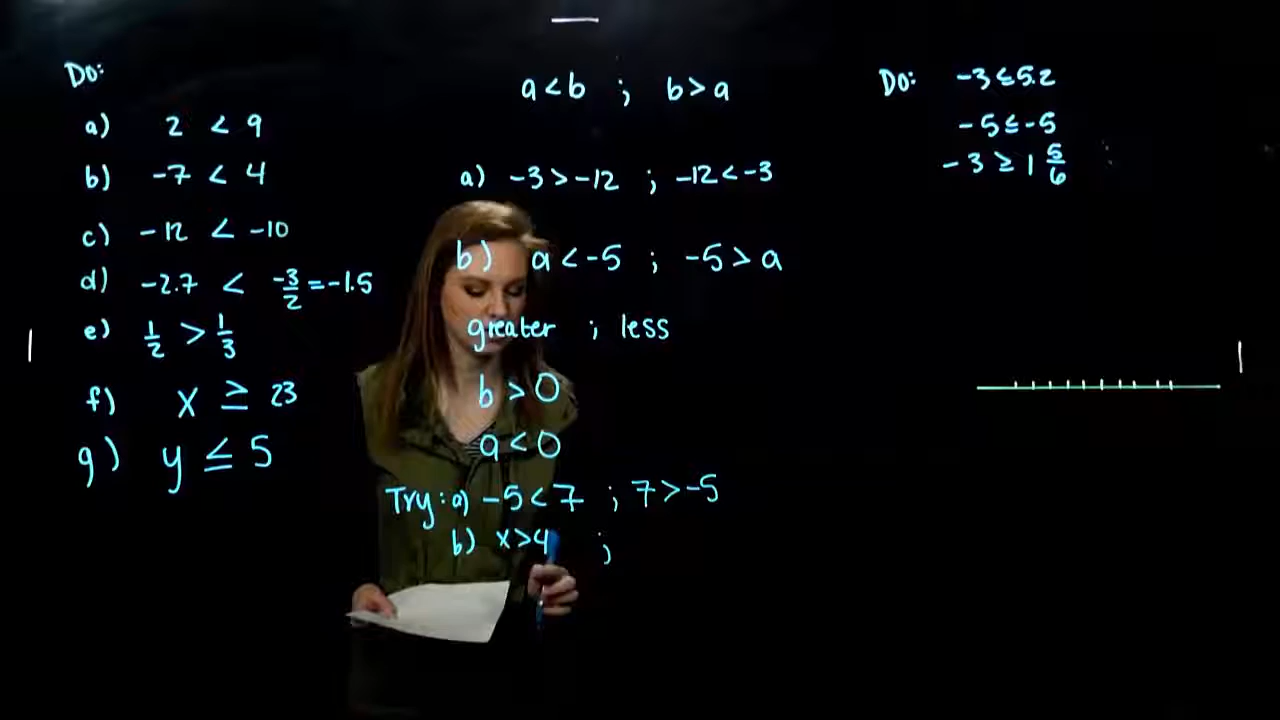 Do:
a) 2 < 9
b) -7 < 4
c) -12 < -10
d) -2.7 < -3/2 = -1.5
e) 1/2 > 1/3
f) x ≥ 23
g) y ≤ 5
a < b ; b > a
a) -3 > -12 ; -12 < -3
b) a < -5 ; -5 > a
greater ; less
b > 0
a < 0
Try: a) -5 < 7 ; 7 > -5
b) x > 4 ;
Do: -3 ≤ 5.2
-5 ≤ -5
-3 ≥ 1 5/6